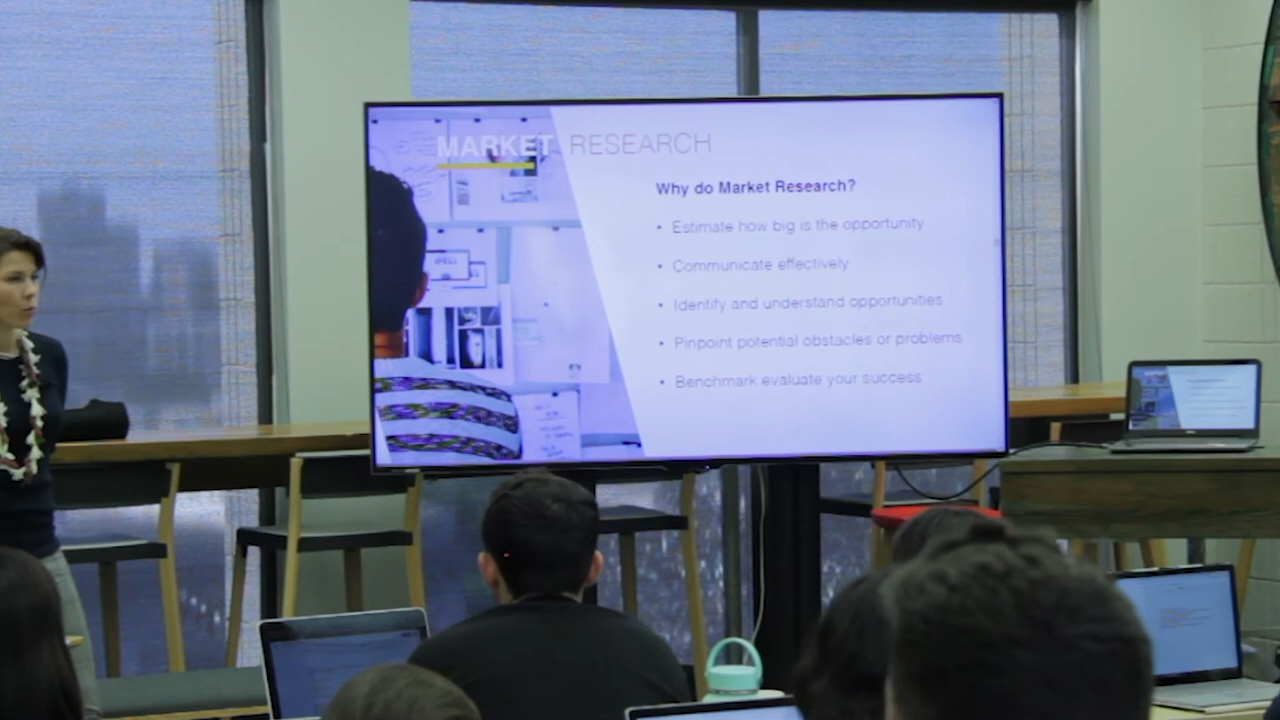 MARKET RESEARCH
Why do Market Research?
• Estimate how big is the opportunity
• Communicate effectively
• Identify and understand opportunities
• Pinpoint potential obstacles or problems
• Benchmark evaluate your success